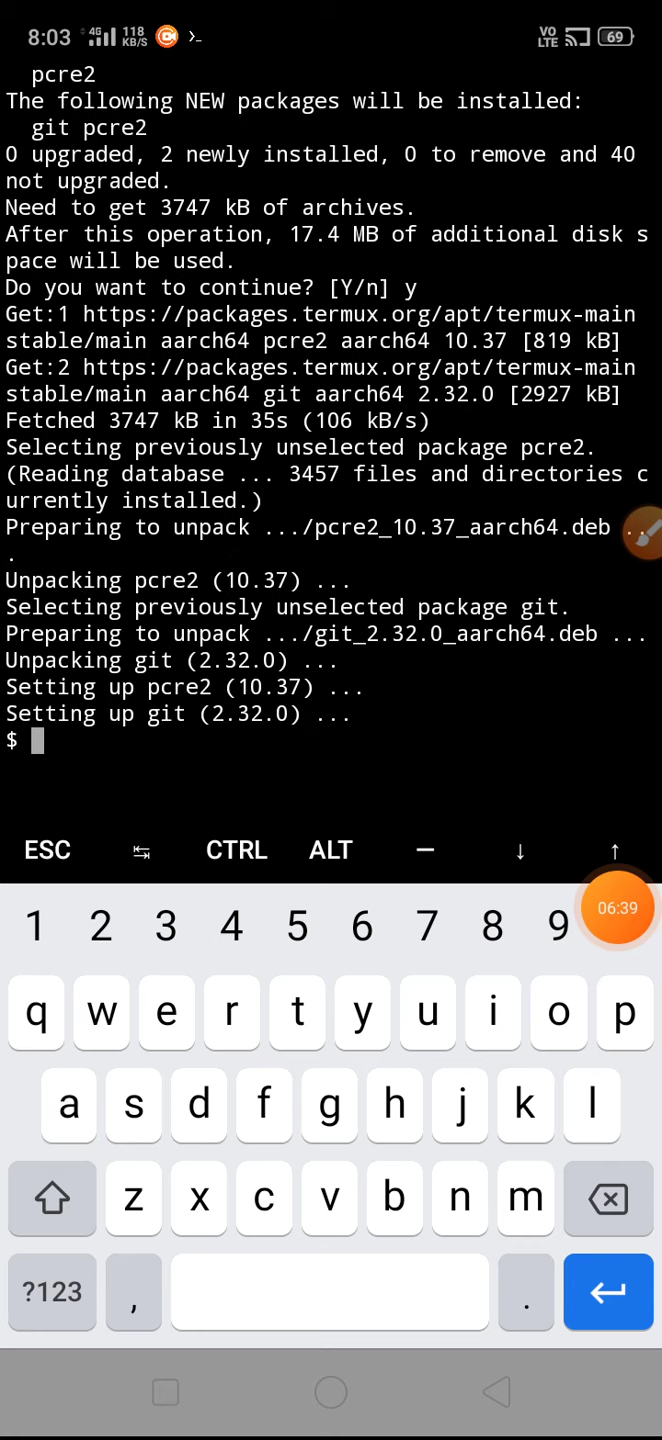 8:03 4G 118 KB/S VO LTE 69
pcre2
The following NEW packages will be installed:
git pcre2
0 upgraded, 2 newly installed, 0 to remove and 40
not upgraded.
Need to get 3747 kB of archives.
After this operation, 17.4 MB of additional disk s
pace will be used.
Do you want to continue? [Y/n] y
Get:1 https://packages.termux.org/apt/termux-main
stable/main aarch64 pcre2 aarch64 10.37 [819 kB]
Get:2 https://packages.termux.org/apt/termux-main
stable/main aarch64 git aarch64 2.32.0 [2927 kB]
Fetched 3747 kB in 35s (106 kB/s)
Selecting previously unselected package pcre2.
(Reading database ... 3457 files and directories c
urrently installed.)
Preparing to unpack .../pcre2_10.37_aarch64.deb ..
.
Unpacking pcre2 (10.37) ...
Selecting previously unselected package git.
Preparing to unpack .../git_2.32.0_aarch64.deb ...
Unpacking git (2.32.0) ...
Setting up pcre2 (10.37) ...
Setting up git (2.32.0) ...
$
ESC ⇆ CTRL ALT — ↓ ↑
1 2 3 4 5 6 7 8 9 06:39
q w e r t y u i o p
a s d f g h j k l
z x c v b n m
?123 , .